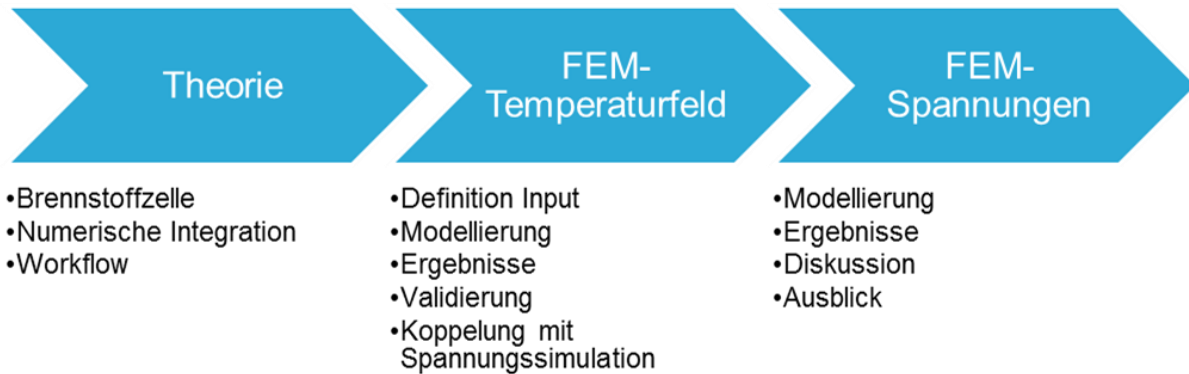 Theorie
FEM-
Temperaturfeld
FEM-
Spannungen
•Brennstoffzelle
•Numerische Integration
•Workflow
•Definition Input
•Modellierung
•Ergebnisse
•Validierung
•Koppelung mit
Spannungssimulation
•Modellierung
•Ergebnisse
•Diskussion
•Ausblick